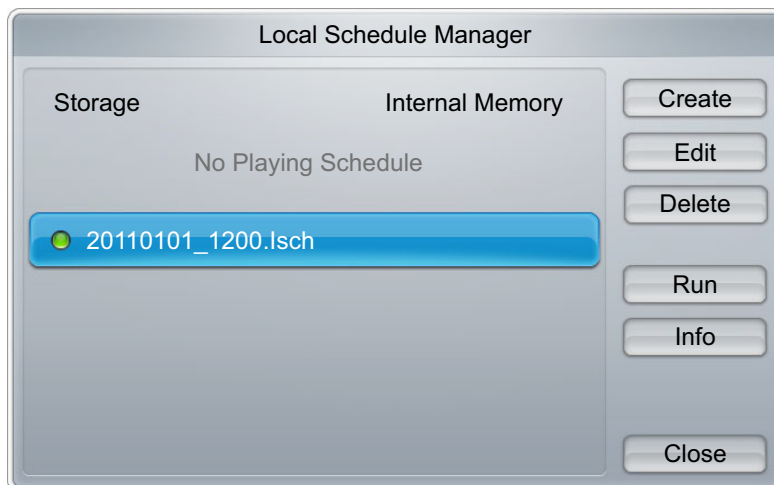 Local Schedule Manager
Storage Internal Memory
No Playing Schedule
20110101_1200.lsch
Create
Edit
Delete
Run
Info
Close